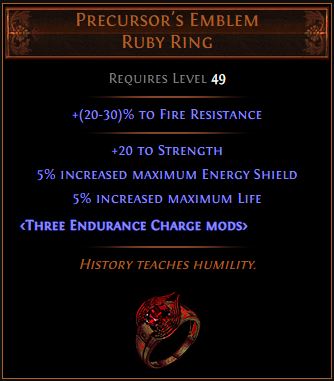 Precursor's Emblem
Ruby Ring
Requires Level 49
+(20-30)% to Fire Resistance
+20 to Strength
5% increased maximum Energy Shield
5% increased maximum Life
<Three Endurance Charge mods>
History teaches humility.